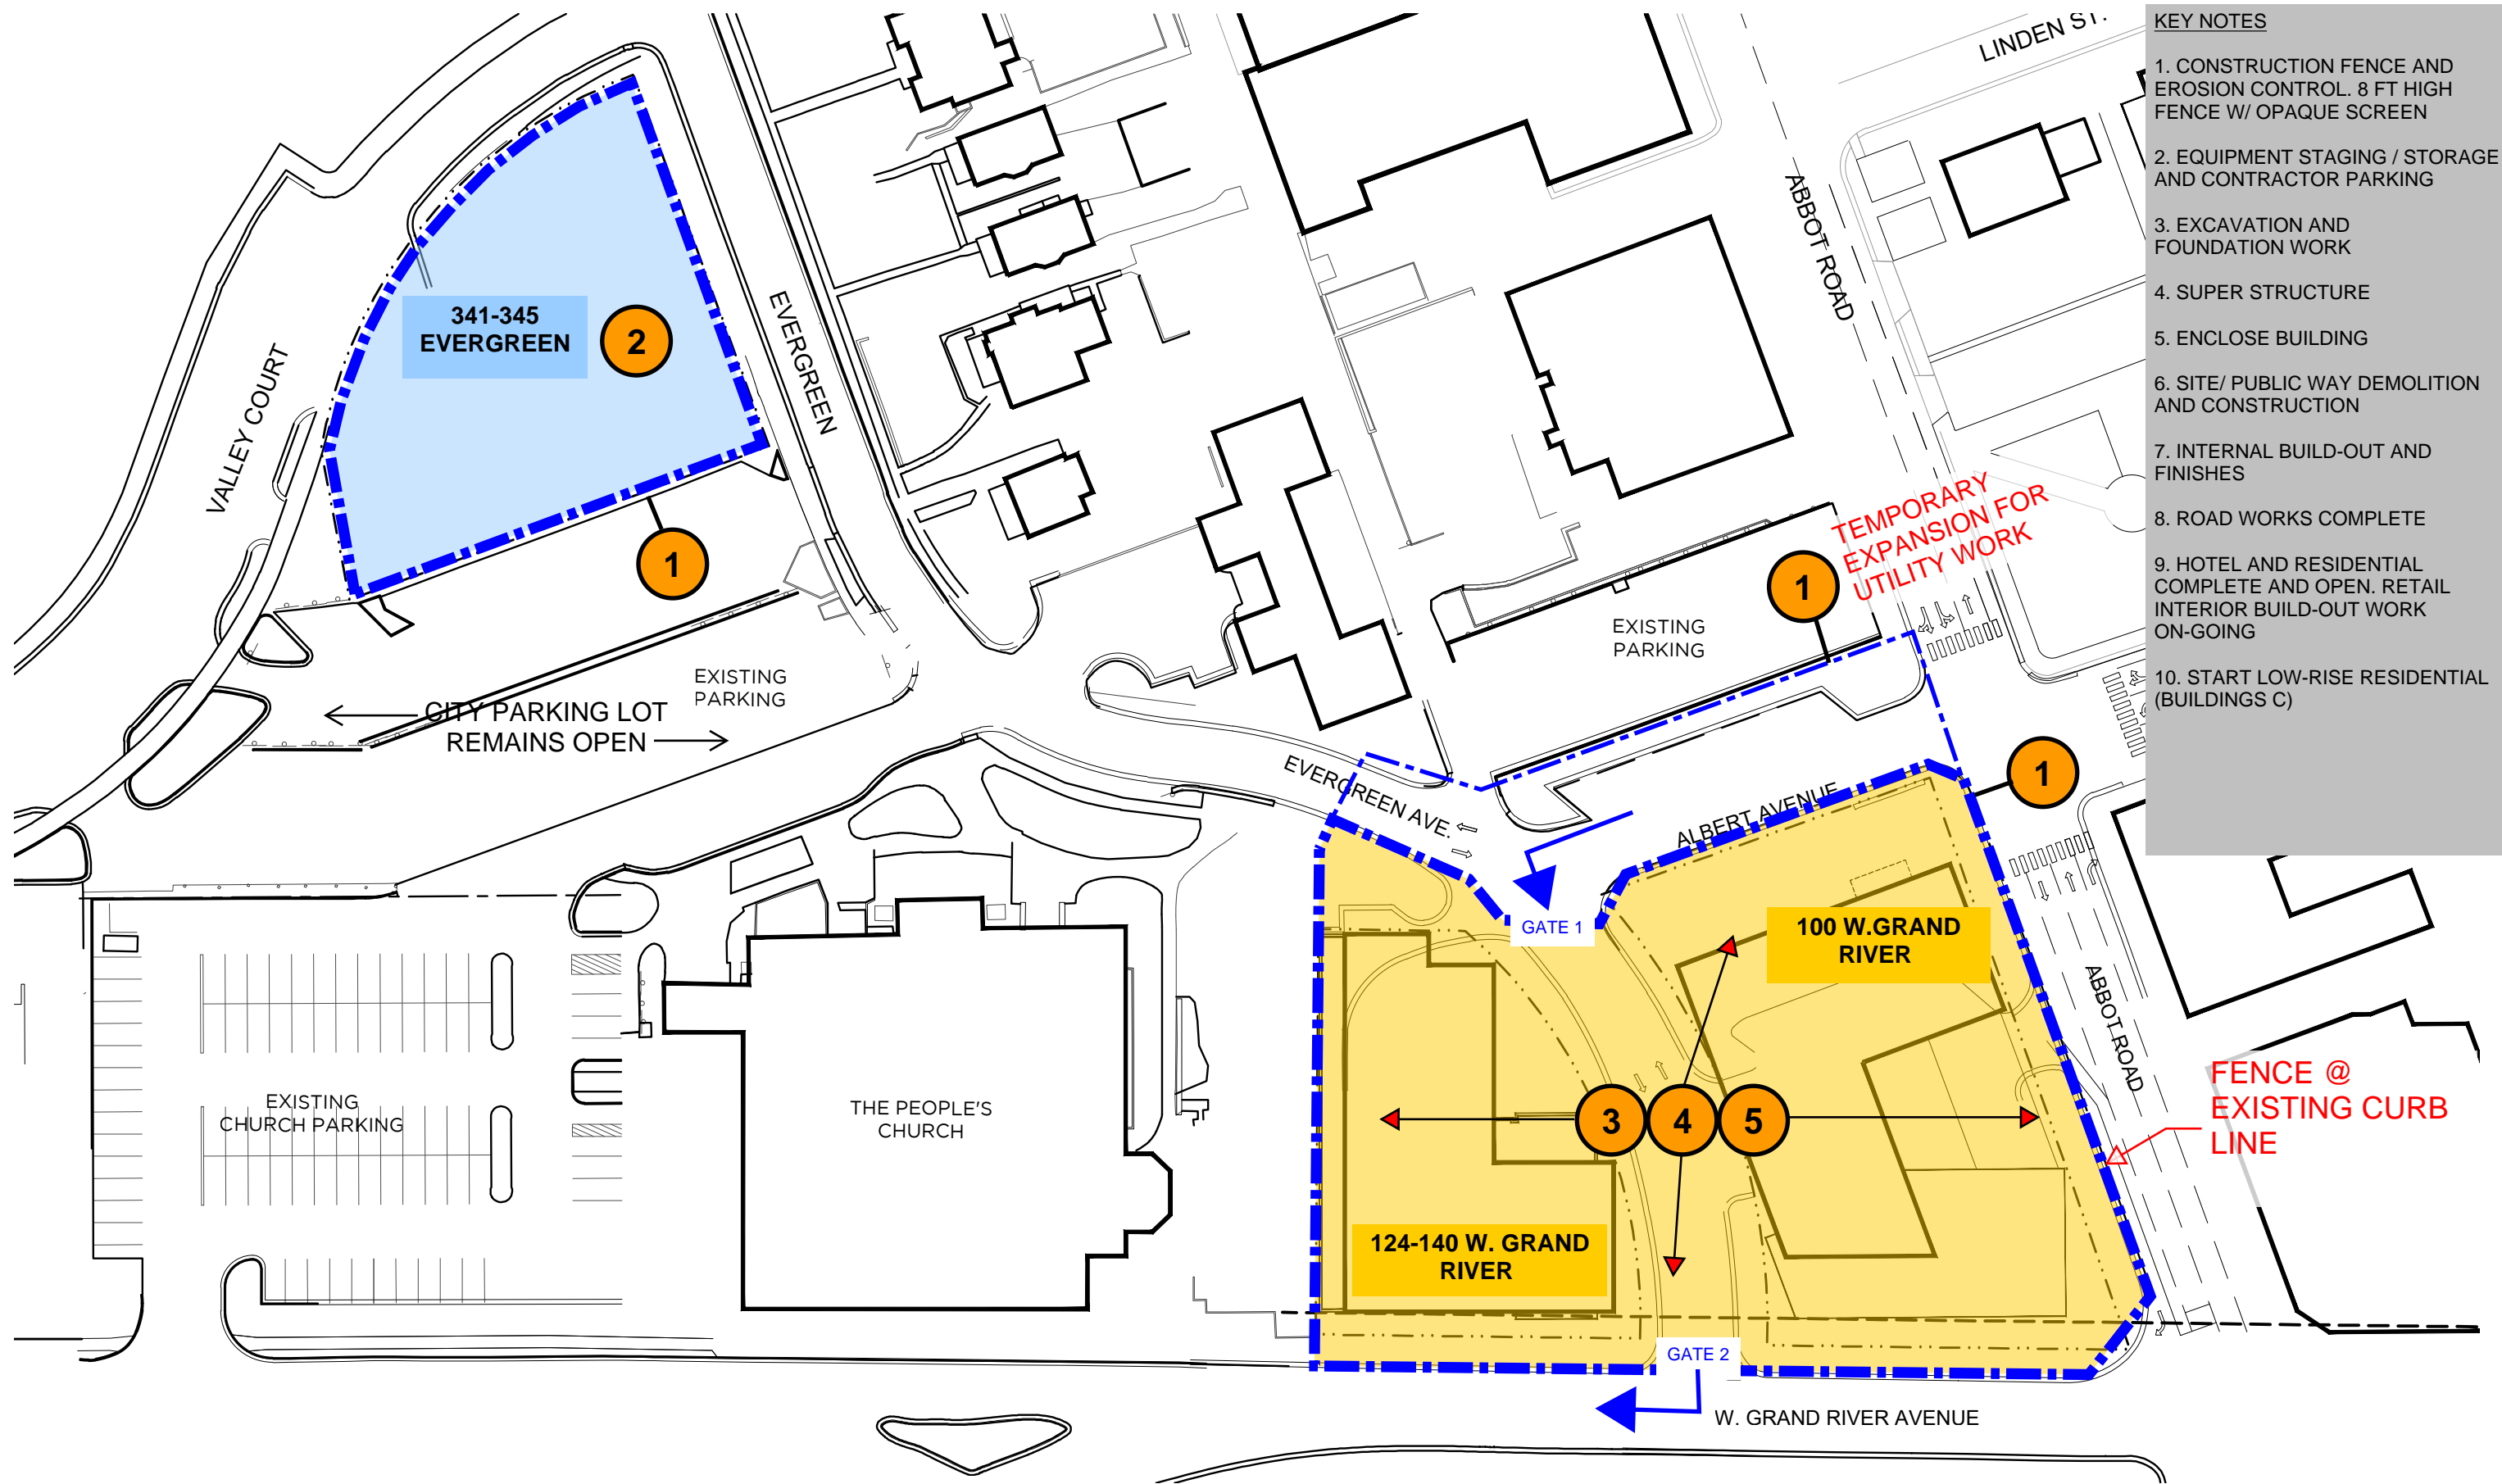 LINDEN ST.
KEY NOTES
1. CONSTRUCTION FENCE AND
EROSION CONTROL. 8 FT HIGH
FENCE W/ OPAQUE SCREEN
2. EQUIPMENT STAGING / STORAGE
AND CONTRACTOR PARKING
3. EXCAVATION AND
FOUNDATION WORK
4. SUPER STRUCTURE
5. ENCLOSE BUILDING
6. SITE/ PUBLIC WAY DEMOLITION
AND CONSTRUCTION
7. INTERNAL BUILD-OUT AND
FINISHES
8. ROAD WORKS COMPLETE
9. HOTEL AND RESIDENTIAL
COMPLETE AND OPEN. RETAIL
INTERIOR BUILD-OUT WORK
ON-GOING
10. START LOW-RISE RESIDENTIAL
(BUILDINGS C)
ABBOT ROAD
341-345
EVERGREEN
2
EVERGREEN
VALLEY COURT
1
TEMPORARY
EXPANSION FOR
UTILITY WORK
1
EXISTING
PARKING
EXISTING
PARKING
CITY PARKING LOT
REMAINS OPEN
EVERGREEN AVE.
ALBERT AVENUE
1
GATE 1
100 W.GRAND
RIVER
ABBOT ROAD
FENCE @
EXISTING CURB
LINE
EXISTING
CHURCH PARKING
THE PEOPLE'S
CHURCH
3
4
5
124-140 W. GRAND
RIVER
GATE 2
W. GRAND RIVER AVENUE